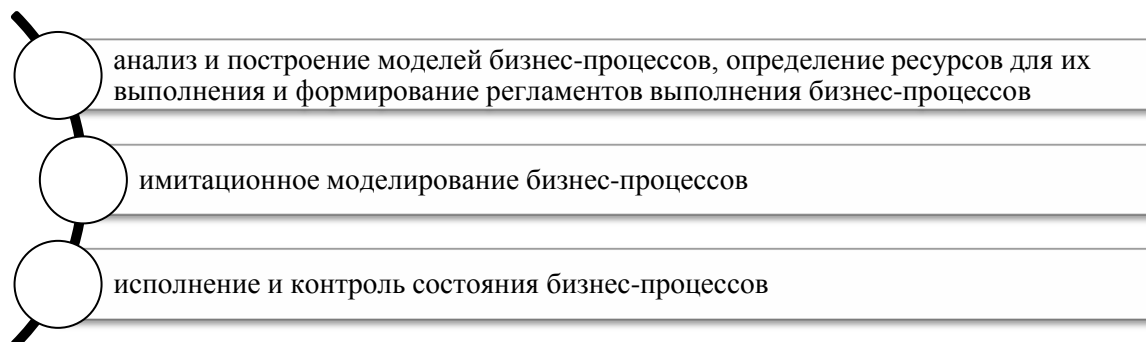 анализ и построение моделей бизнес-процессов, определение ресурсов для их
выполнения и формирование регламентов выполнения бизнес-процессов
имитационное моделирование бизнес-процессов
исполнение и контроль состояния бизнес-процессов